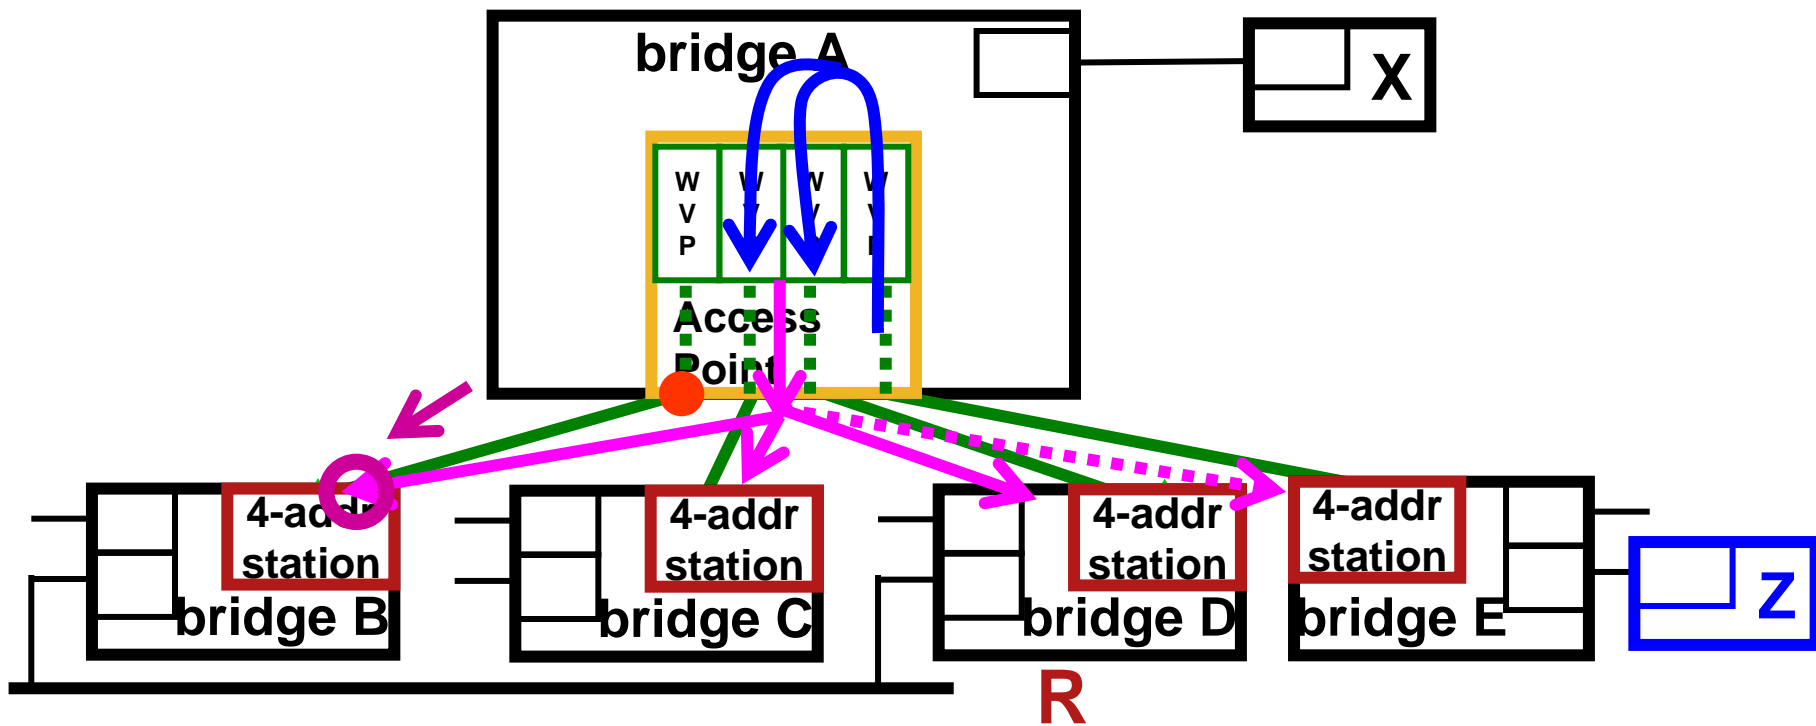 bridge A
X
W W W W
V V V V
P P
Access
Point
4-addr
station
bridge B
4-addr
station
bridge C
4-addr
station
bridge D
4-addr
station
bridge E
Z
R